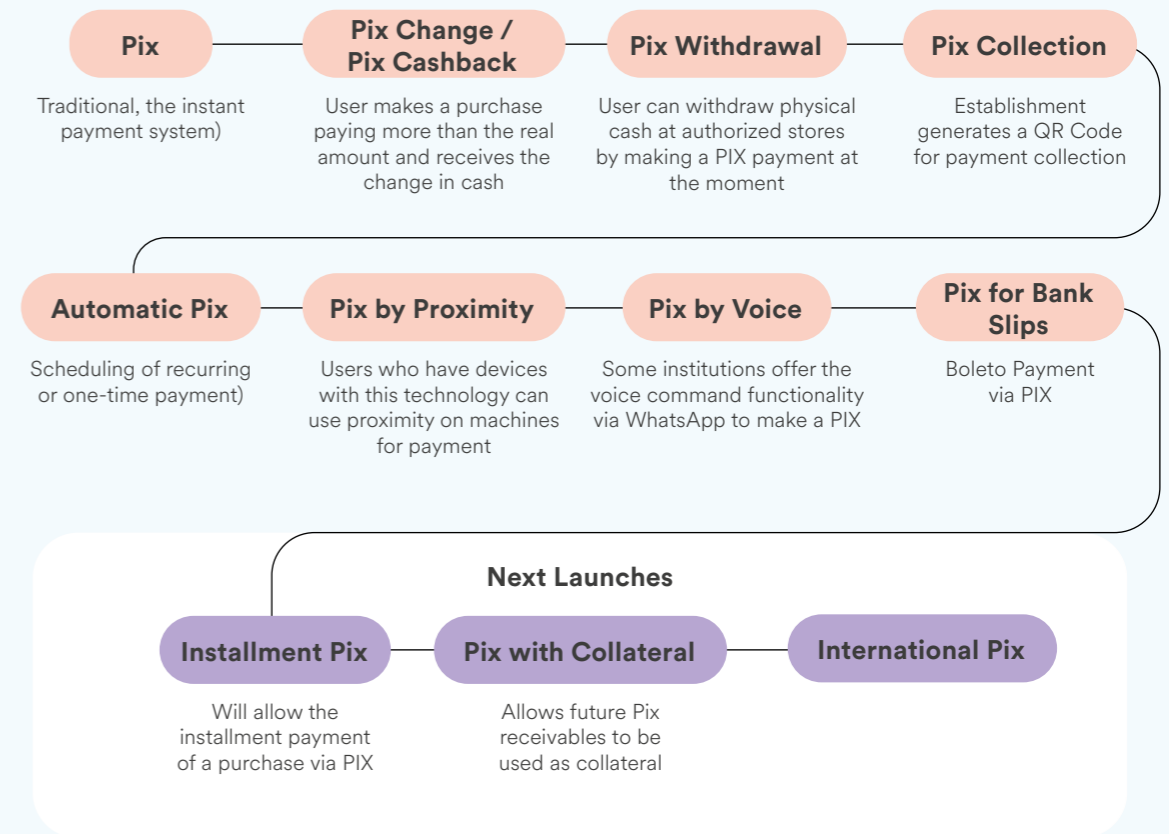 Pix
Traditional, the instant
payment system)
Pix Change /
Pix Cashback
User makes a purchase
paying more than the real
amount and receives the
change in cash
Pix Withdrawal
User can withdraw physical
cash at authorized stores
by making a PIX payment at
the moment
Pix Collection
Establishment
generates a QR Code
for payment collection
Automatic Pix
Scheduling of recurring
or one-time payment)
Pix by Proximity
Users who have devices
with this technology can
use proximity on machines
for payment
Pix by Voice
Some institutions offer the
voice command functionality
via WhatsApp to make a PIX
Pix for Bank
Slips
Boleto Payment
via PIX
Next Launches
Installment Pix
Will allow the
installment payment
of a purchase via PIX
Pix with Collateral
Allows future Pix
receivables to be
used as collateral
International Pix